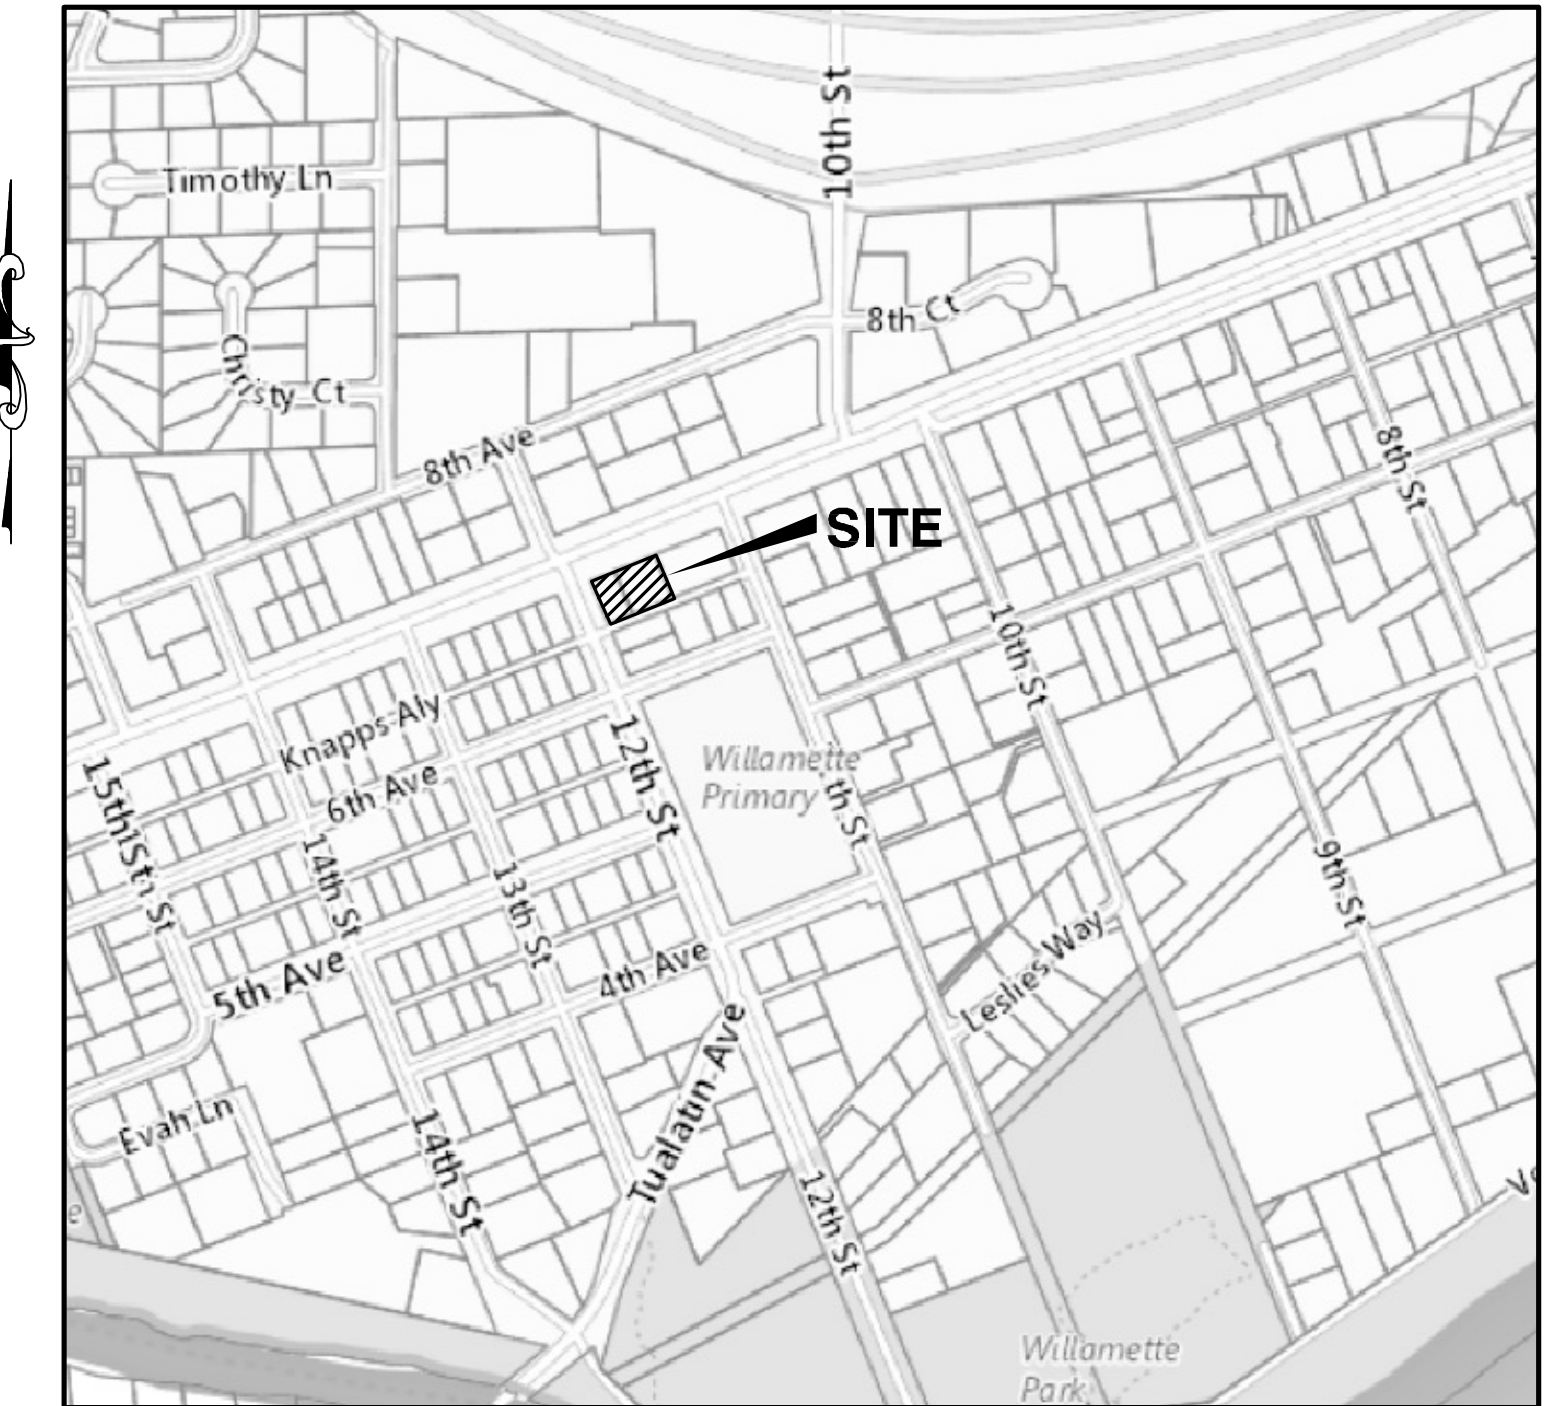 10th St
Timothy Ln
8th Ct
Christy Ct
8th Ave
8th St
SITE
10th St
Knapps Aly
12th St
Willamette
Primary
15th St
6th Ave
th St
14th St
13th St
9th St
5th Ave
4th Ave
Leslies Way
Tualatin Ave
Evah Ln
14th St
12th St
Willamette
Park